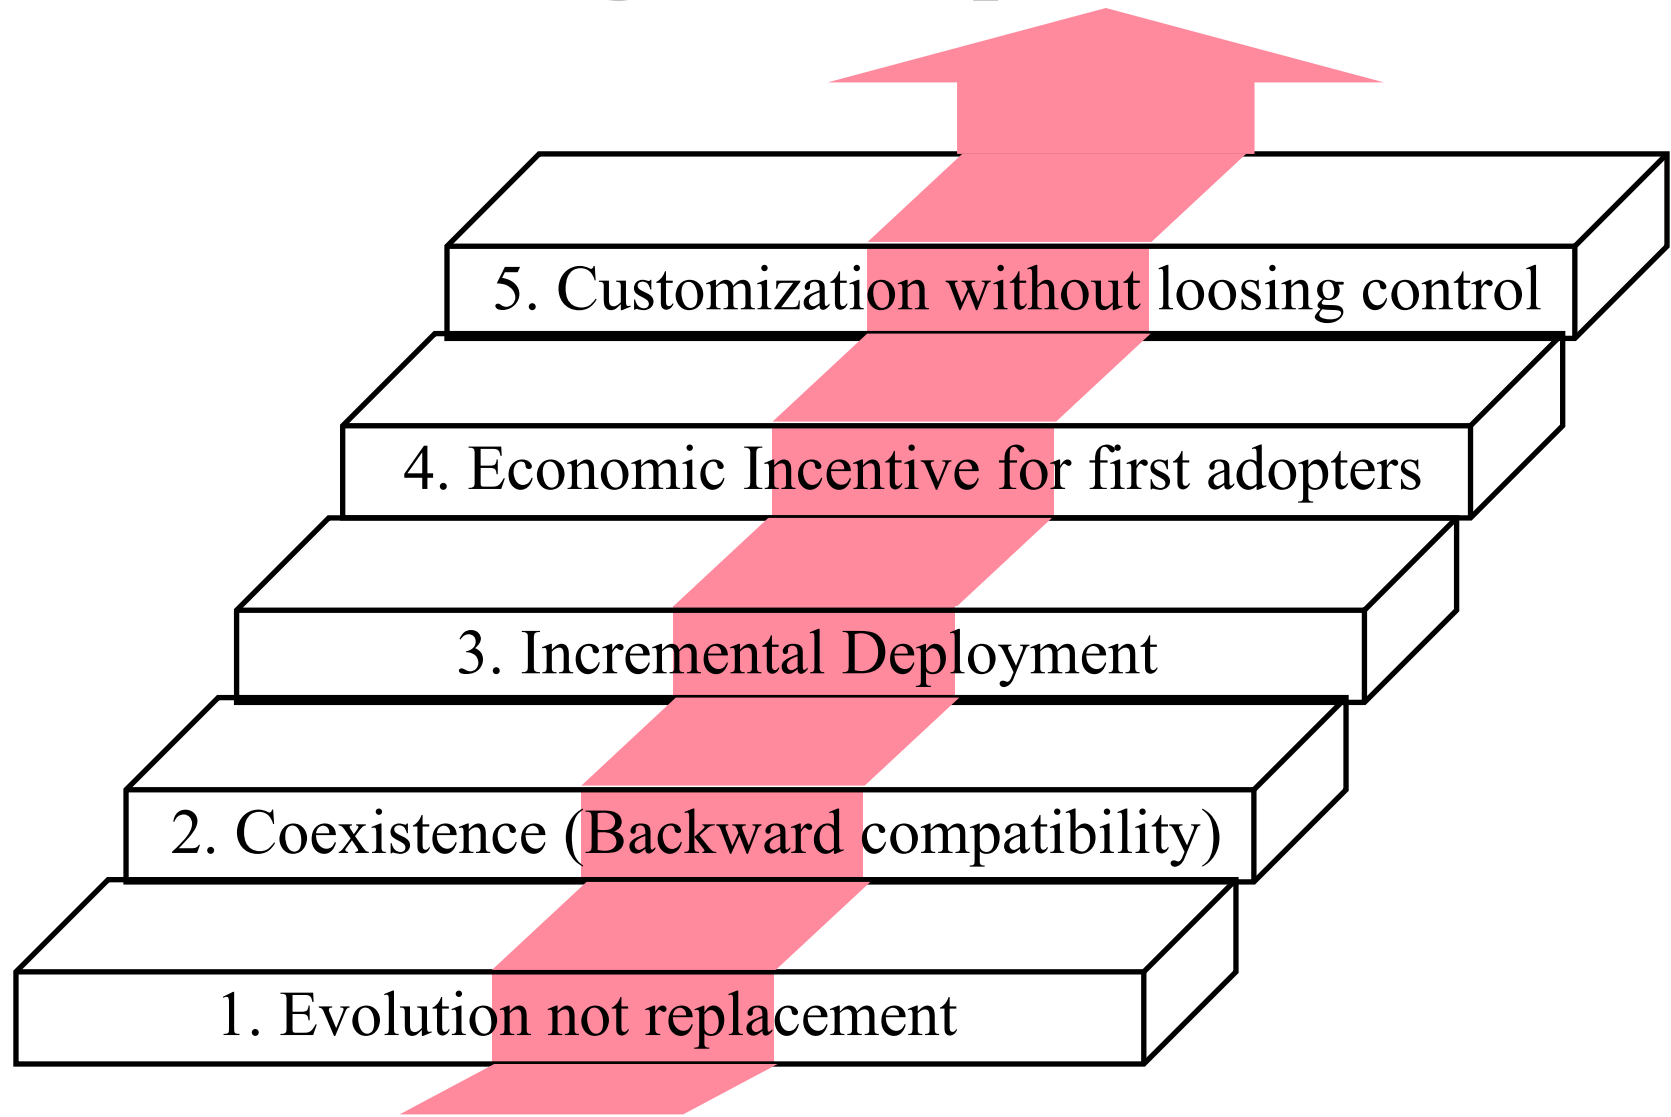 5. Customization without loosing control
4. Economic Incentive for first adopters
3. Incremental Deployment
2. Coexistence (Backward compatibility)
1. Evolution not replacement